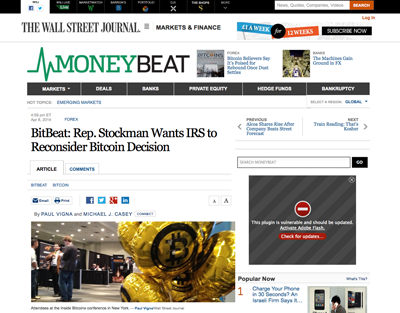 WSJ
WSJ LIVE
MARKETWATCH
BARRON'S
DJX
THE SHOPS
MORE
News, Quotes, Companies, Videos
SEARCH
Log In
THE WALL STREET JOURNAL.
MARKETS & FINANCE
£1 A WEEK
for
12 WEEKS
SUBSCRIBE NOW
MONEYBEAT
FOREX
Bitcoin Believers Say
It's Poised for
Rebound Once Dust
Settles
BANKS
The Machines Gain
Ground in FX
MARKETS
DEALS
BANKS
PRIVATE EQUITY
HEDGE FUNDS
BANKRUPTCY
HOT TOPICS:
EMERGING MARKETS
SELECT A REGION:
GLOBAL
4:59 pm ET
Apr 8, 2014
FOREX
BitBeat: Rep. Stockman Wants IRS to
Reconsider Bitcoin Decision
PREVIOUS
Alcoa Shares Rise After
Company Beats Street
Forecast
NEXT
Train Reading: That's
Kosher
ARTICLE
COMMENTS
SEARCH MONEYBEAT
GO
BITBEAT
BITCOIN
Email
Print
A
A
By PAUL VIGNA and MICHAEL J. CASEY
CONNECT
This plugin is vulnerable and should be updated.
Activate Adobe Flash.
Check for updates...
Attendees at the Inside Bitcoins conference in New York. — Paul Vigna/Wall Street Journal
Popular Now
What's This?
1
Charge Your Phone
in 30 Seconds? An
Israeli Firm Says It...